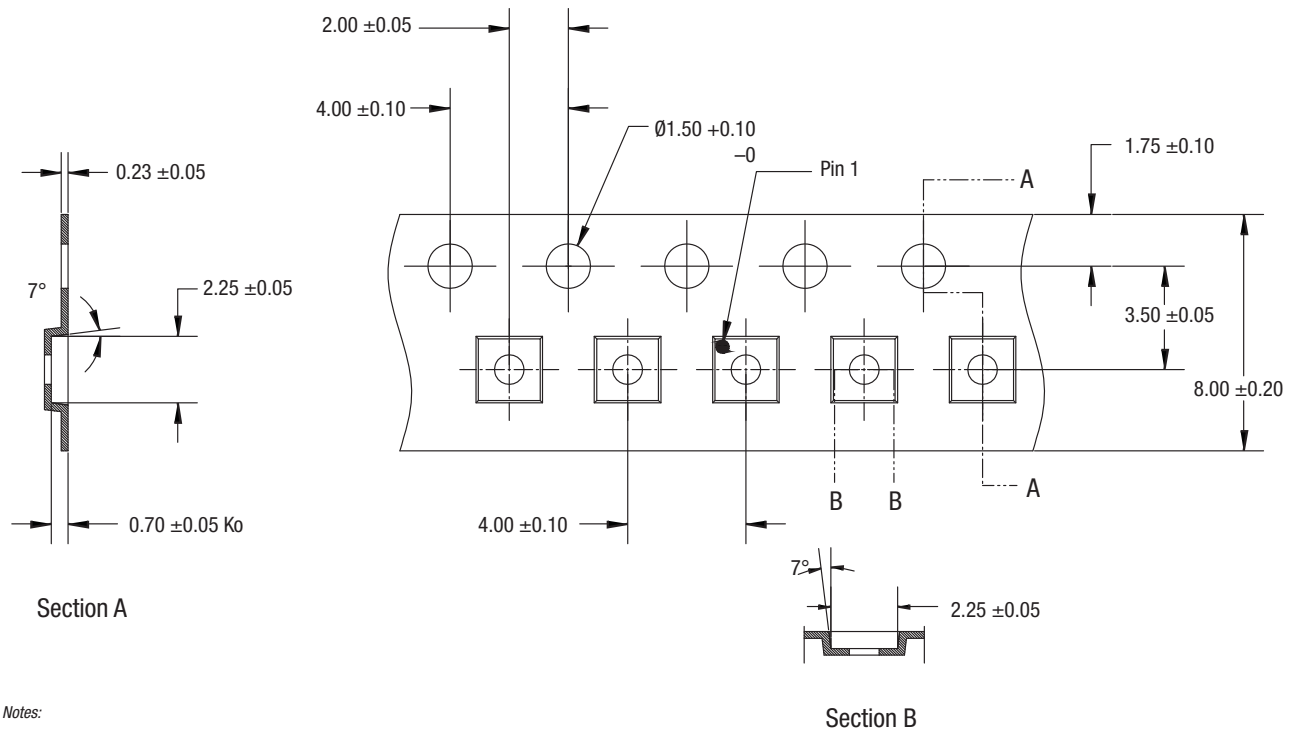 2.00 ±0.05
4.00 ±0.10
Ø1.50 +0.10
–0
Pin 1
1.75 ±0.10
0.23 ±0.05
A
7°
2.25 ±0.05
3.50 ±0.05
8.00 ±0.20
A
B B
0.70 ±0.05 Ko
4.00 ±0.10
7°
2.25 ±0.05
Section A
Section B
Notes: